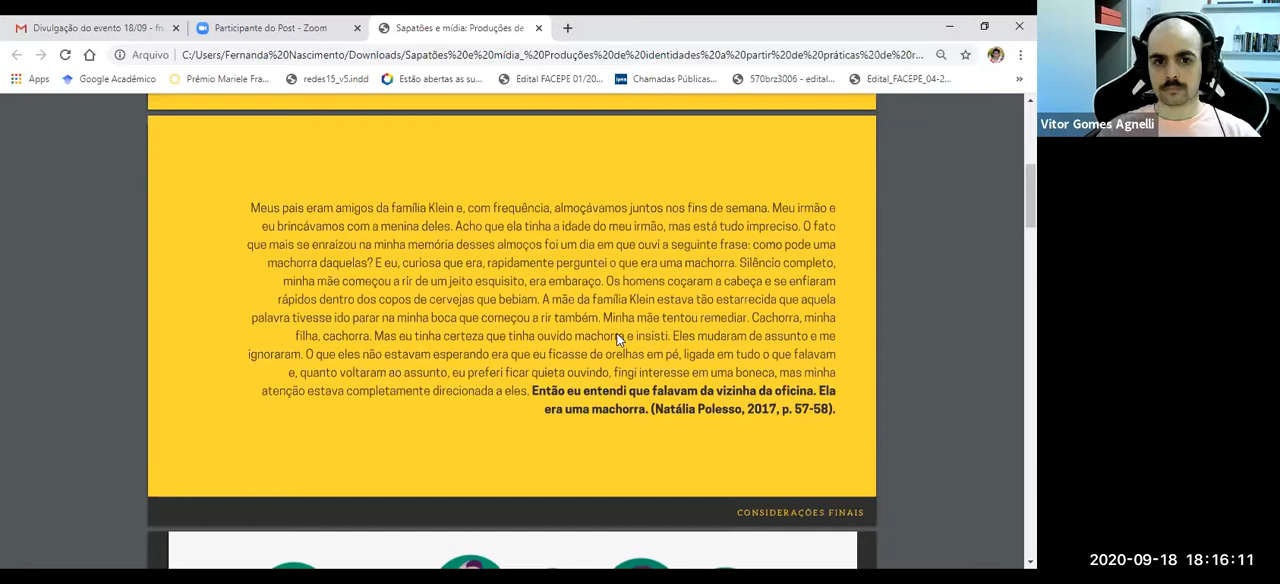 Divulgação do evento 18/09 - fru
Participante do Post - Zoom
Sapatões e mídia: Produções de
Arquivo
C:/Users/Fernanda%20Nascimento/Downloads/Sapatões%20e%20mídia_%20Produções%20de%20identidades%20a%20partir%20de%20práticas%20de%20r...
Apps
Google Acadêmico
Prêmio Mariele Fra...
redes15_v5.indd
Estão abertas as su...
Edital FACEPE 01/20...
Chamadas Públicas...
570brz3006 - edital...
Edital_FACEPE_04-2...
Vitor Gomes Agnelli
Meus pais eram amigos da família Klein e, com frequência, almoçávamos juntos nos fins de semana. Meu irmão e
eu brincávamos com a menina deles. Acho que ela tinha a idade do meu irmão, mas está tudo impreciso. O fato
que mais se enraizou na minha memória desses almoços foi um dia em que ouvi a seguinte frase: como pode uma
machorra daquelas? E eu, curiosa que era, rapidamente perguntei o que era uma machorra. Silêncio completo,
minha mãe começou a rir de um jeito esquisito, era embaraço. Os homens coçaram a cabeça e se enfiaram
rápidos dentro dos copos de cervejas que bebiam. A mãe da família Klein estava tão estarrecida que aquela
palavra tivesse ido parar na minha boca que começou a rir também. Minha mãe tentou remediar. Cachorra, minha
filha, cachorra. Mas eu tinha certeza que tinha ouvido machorra e insisti. Eles mudaram de assunto e me
ignoraram. O que eles não estavam esperando era que eu ficasse de orelhas em pé, ligada em tudo o que falavam
e, quanto voltaram ao assunto, eu preferi ficar quieta ouvindo, fingi interesse em uma boneca, mas minha
atenção estava completamente direcionada a eles. Então eu entendi que falavam da vizinha da oficina. Ela
era uma machorra. (Natália Polesso, 2017, p. 57-58).
CONSIDERAÇÕES FINAIS
2020-09-18 18:16:11